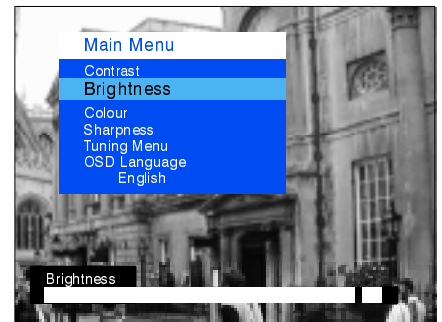 Main Menu
Contrast
Brightness
Colour
Sharpness
Tuning Menu
OSD Language
English
Brightness